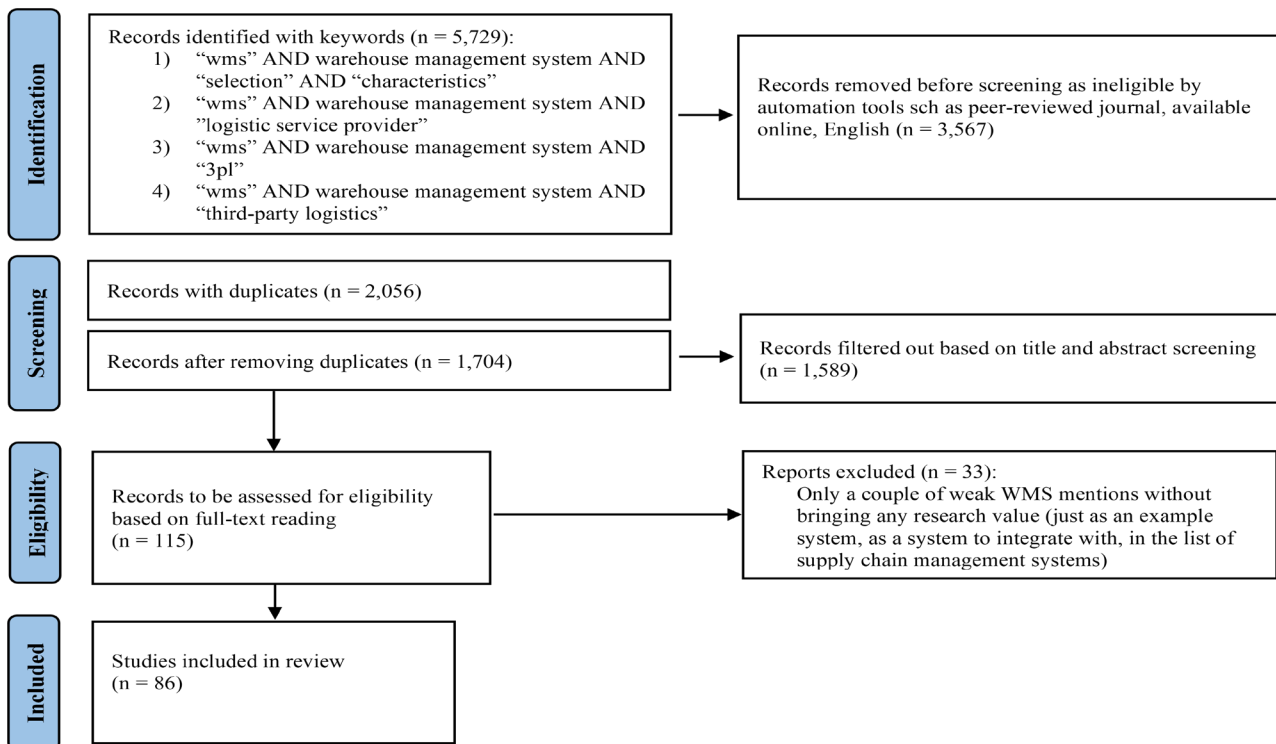 Identification
Records identified with keywords (n = 5,729):
1) “wms” AND warehouse management system AND
“selection” AND “characteristics”
2) “wms” AND warehouse management system AND
”logistic service provider”
3) “wms” AND warehouse management system AND
“3pl”
4) “wms” AND warehouse management system AND
“third-party logistics”
Records removed before screening as ineligible by
automation tools sch as peer-reviewed journal, available
online, English (n = 3,567)
Screening
Records with duplicates (n = 2,056)
Records after removing duplicates (n = 1,704)
Records filtered out based on title and abstract screening
(n = 1,589)
Eligibility
Records to be assessed for eligibility
based on full-text reading
(n = 115)
Reports excluded (n = 33):
Only a couple of weak WMS mentions without
bringing any research value (just as an example
system, as a system to integrate with, in the list of
supply chain management systems)
Included
Studies included in review
(n = 86)